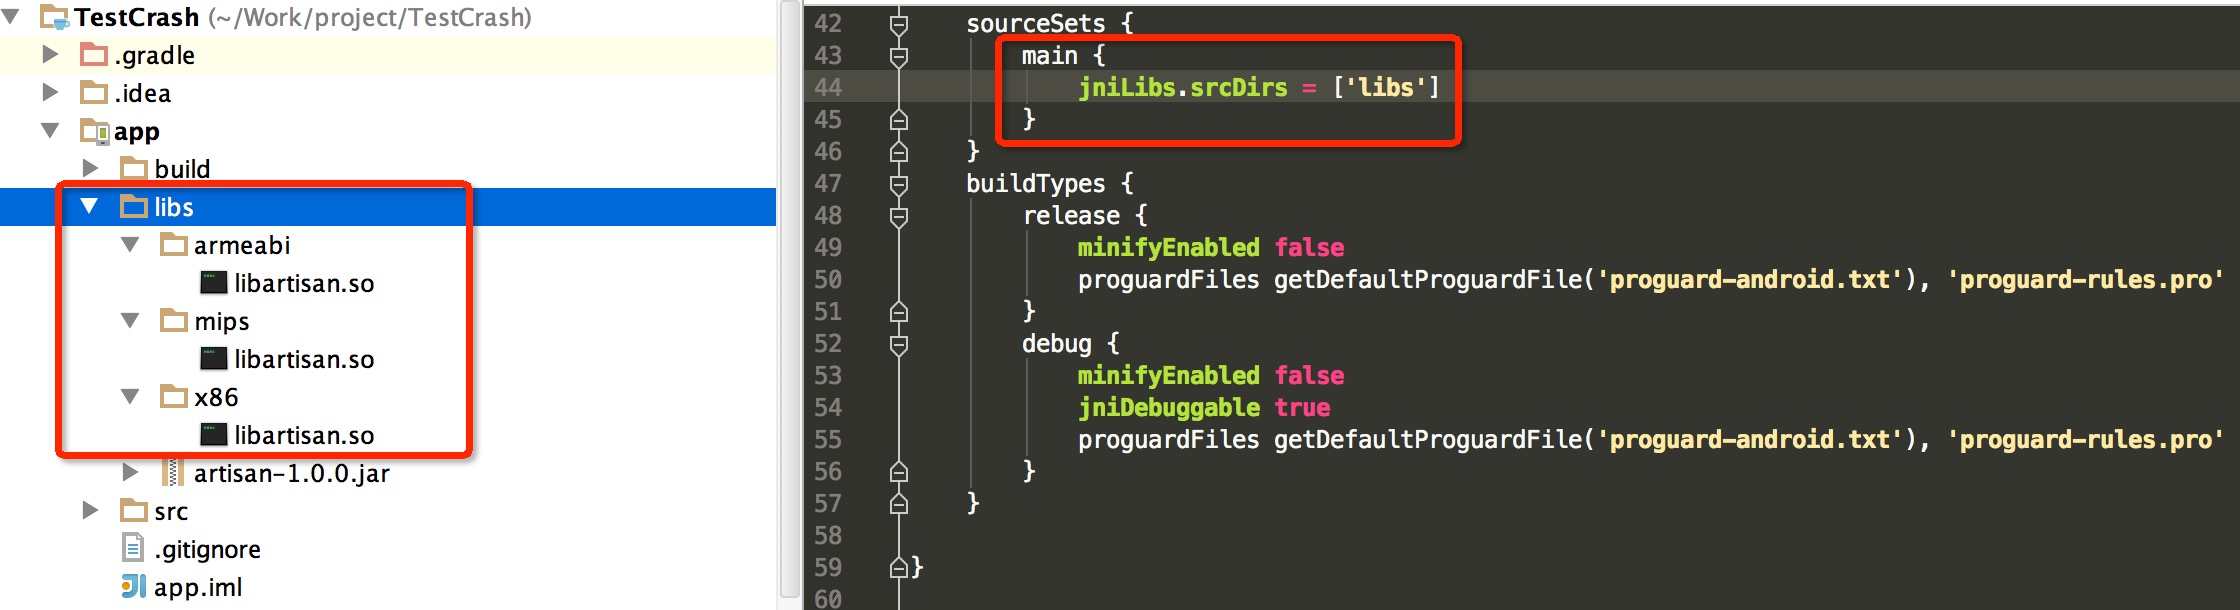 TestCrash (~/Work/project/TestCrash)
.gradle
.idea
app
build
libs
armeabi
libartisan.so
mips
libartisan.so
x86
libartisan.so
artisan-1.0.0.jar
src
.gitignore
app.iml
42 sourceSets {
43 main {
44 jniLibs.srcDirs = ['libs']
45 }
46 }
47 buildTypes {
48 release {
49 minifyEnabled false
50 proguardFiles getDefaultProguardFile('proguard-android.txt'), 'proguard-rules.pro'
51 }
52 debug {
53 minifyEnabled false
54 jniDebuggable true
55 proguardFiles getDefaultProguardFile('proguard-android.txt'), 'proguard-rules.pro'
56 }
57 }
58
59 }
60